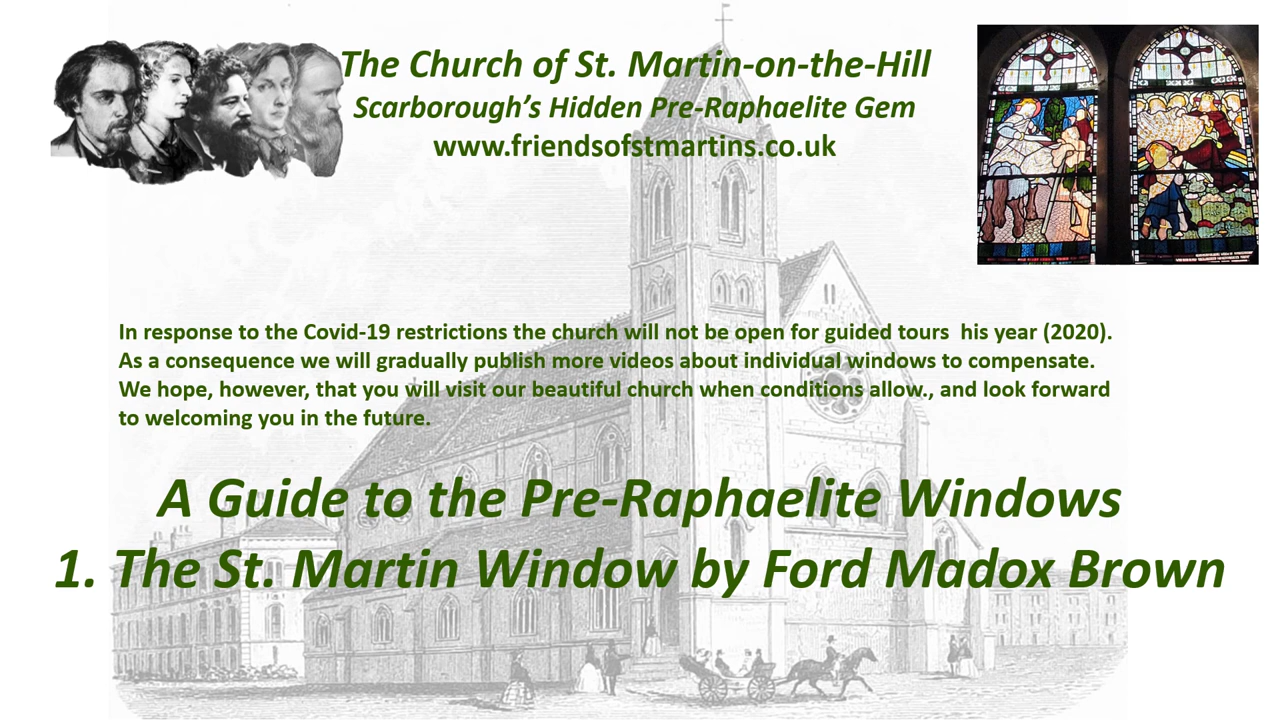 The Church of St. Martin-on-the-Hill
Scarborough’s Hidden Pre-Raphaelite Gem
www.friendsofstmartins.co.uk
In response to the Covid-19 restrictions the church will not be open for guided tours  his year (2020).
As a consequence we will gradually publish more videos about individual windows to compensate.
We hope, however, that you will visit our beautiful church when conditions allow., and look forward
to welcoming you in the future.
A Guide to the Pre-Raphaelite Windows
1. The St. Martin Window by Ford Madox Brown